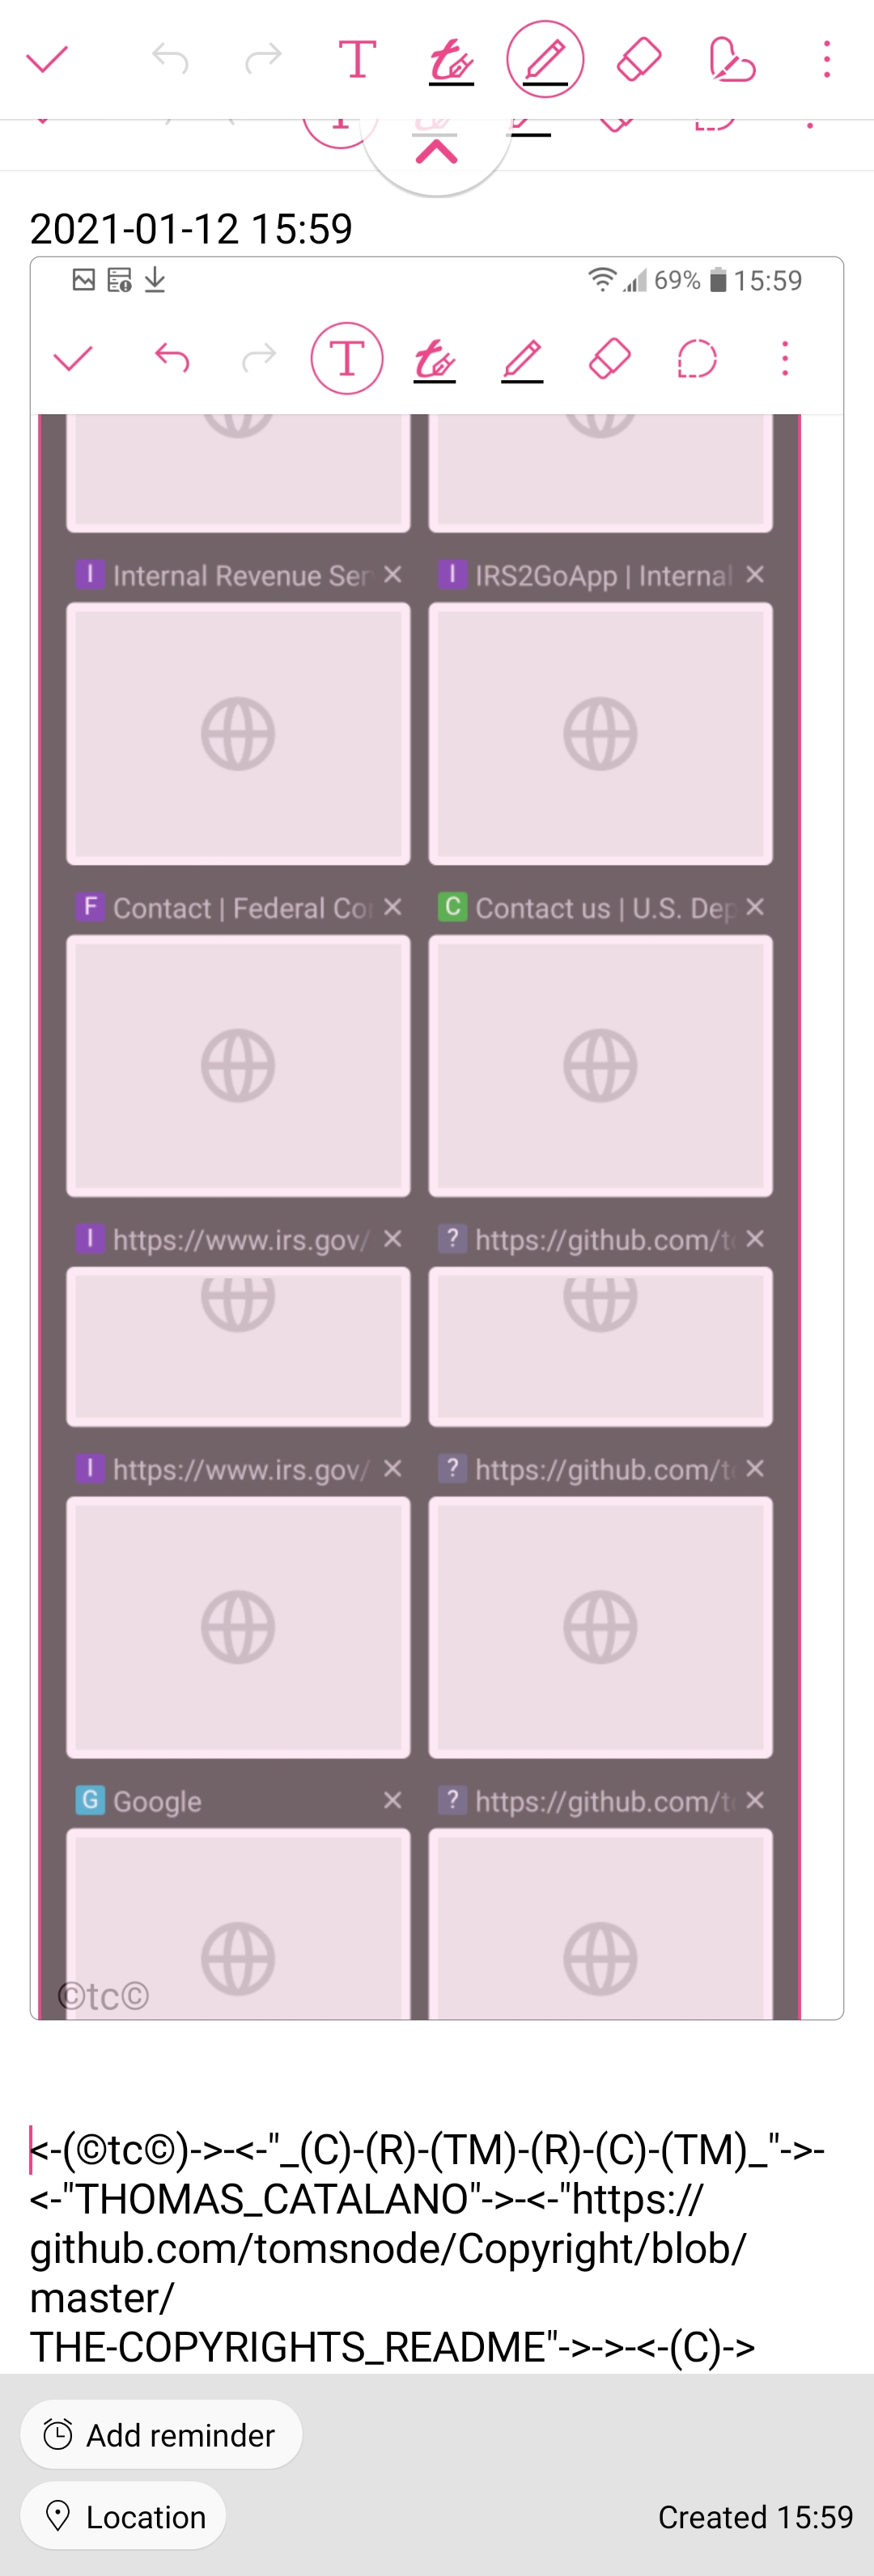 T
2021-01-12 15:59
69% 15:59
T
I Internal Revenue Ser
I IRS2GoApp | Internal
F Contact | Federal Co
C Contact us | U.S. Dep
I https://www.irs.gov/
? https://github.com/t
I https://www.irs.gov/
? https://github.com/t
G Google
? https://github.com/t
©tc©
<-(©tc©)->-<-"_(C)-(R)-(TM)-(R)-(C)-(TM)_"->-
<-"THOMAS_CATALANO"->-<-"https://
github.com/tomsnode/Copyright/blob/
master/
THE-COPYRIGHTS_README"->->-<-(C)->
Add reminder
Location
Created 15:59